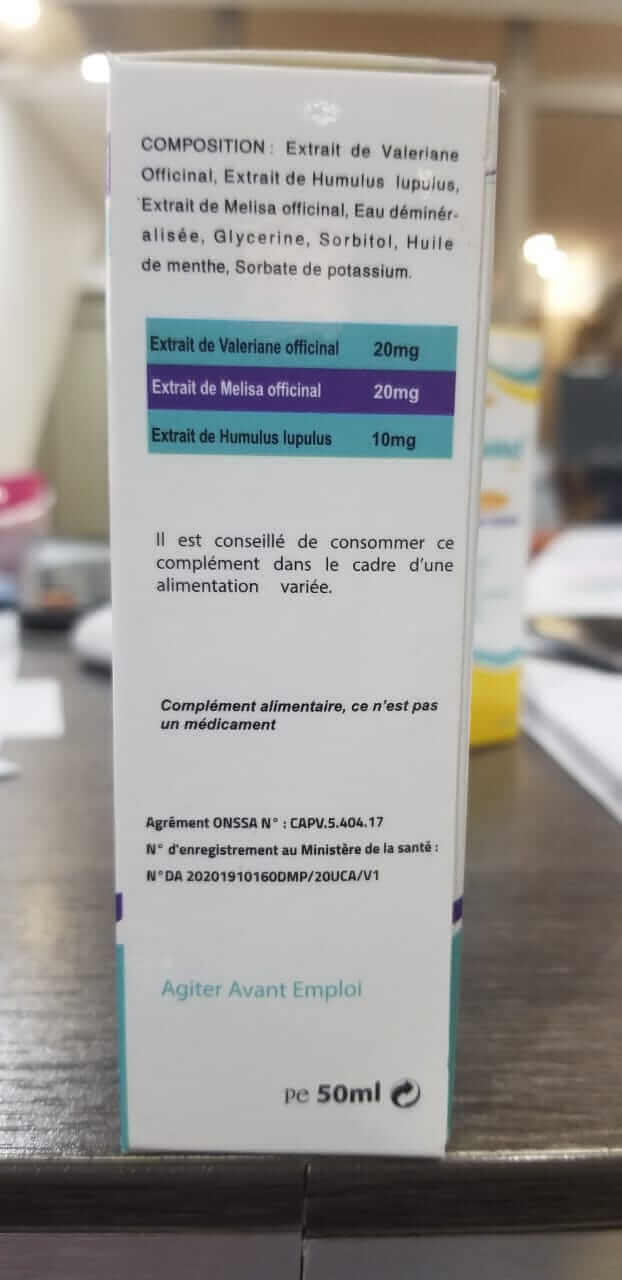 COMPOSITION : Extrait de Valeriane
Officinal, Extrait de Humulus lupulus,
Extrait de Melisa officinal, Eau déminér-
alisée, Glycerine, Sorbitol, Huile
de menthe, Sorbate de potassium.
Extrait de Valeriane officinal 20mg
Extrait de Melisa officinal 20mg
Extrait de Humulus lupulus 10mg
Il est conseillé de consommer ce
complément dans le cadre d'une
alimentation variée.
Complément alimentaire, ce n'est pas
un médicament
Agrément ONSSA N° : CAPV.5.404.17
N° d'enregistrement au Ministère de la santé :
N°DA 20201910160DMP/20UCA/V1
Agiter Avant Emploi
pe 50ml